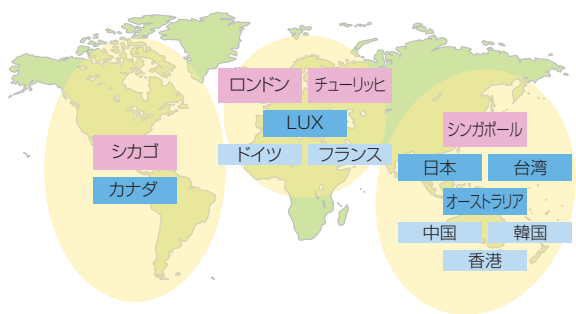 シカゴ
カナダ
ロンドン
チューリッヒ
LUX
ドイツ
フランス
シンガポール
日本
台湾
オーストラリア
中国
韓国
香港